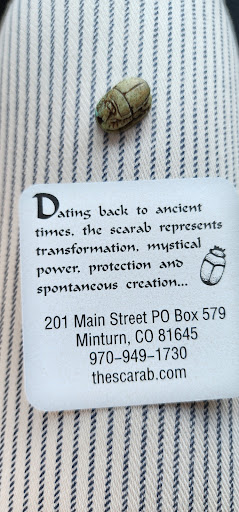 Dating back to ancient
times, the scarab represents
transformation, mystical
power, protection and
spontaneous creation...
201 Main Street PO Box 579
Minturn, CO 81645
970-949-1730
thescarab.com